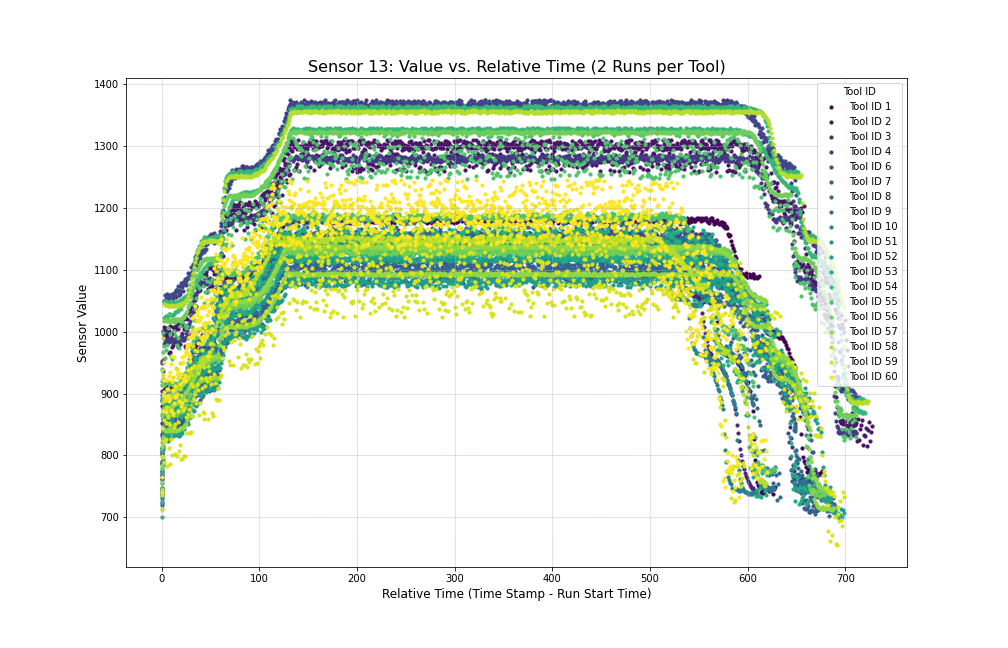 Sensor 13: Value vs. Relative Time (2 Runs per Tool)
Sensor Value
1400
1300
1200
1100
1000
900
800
700
0
100
200
300
400
500
600
700
Relative Time (Time Stamp - Run Start Time)
Tool ID
Tool ID 1
Tool ID 2
Tool ID 3
Tool ID 4
Tool ID 6
Tool ID 7
Tool ID 8
Tool ID 9
Tool ID 10
Tool ID 51
Tool ID 52
Tool ID 53
Tool ID 54
Tool ID 55
Tool ID 56
Tool ID 57
Tool ID 58
Tool ID 59
Tool ID 60